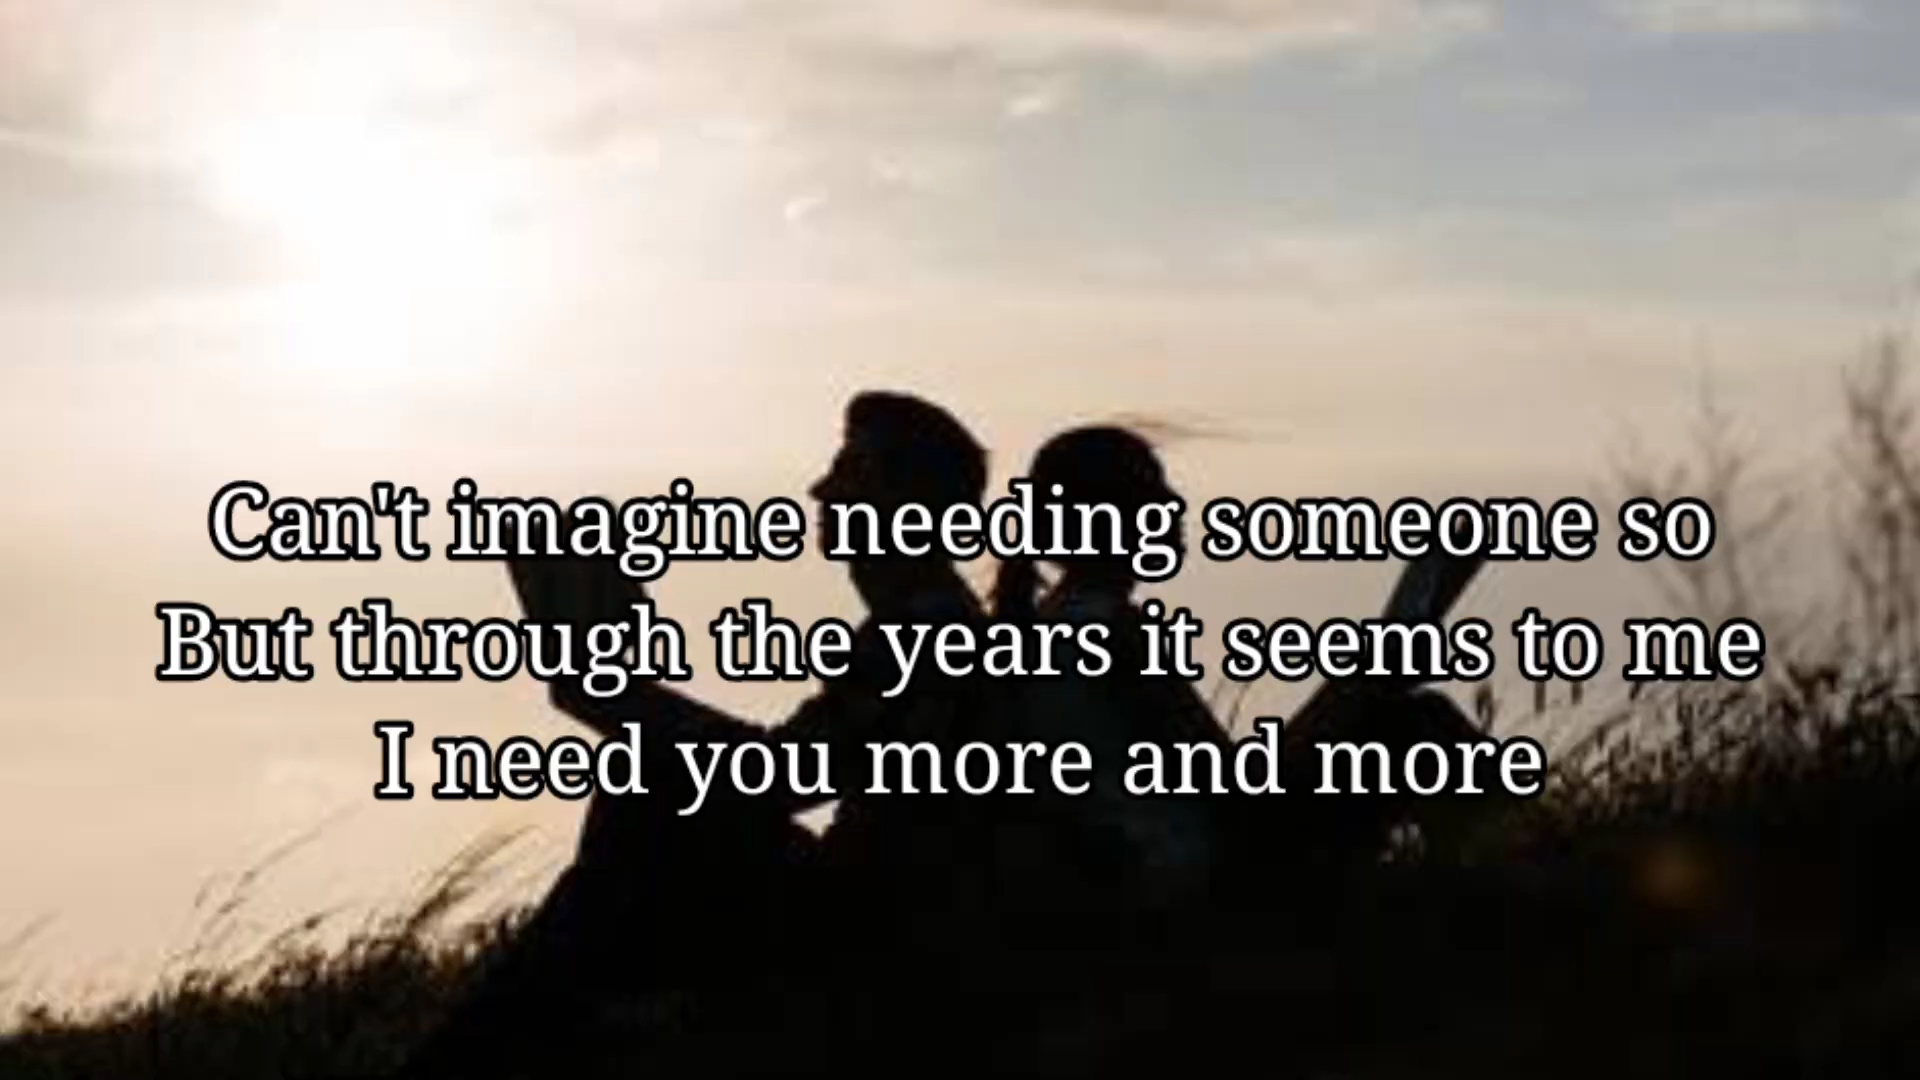 Can't imagine needing someone so
But through the years it seems to me
I need you more and more